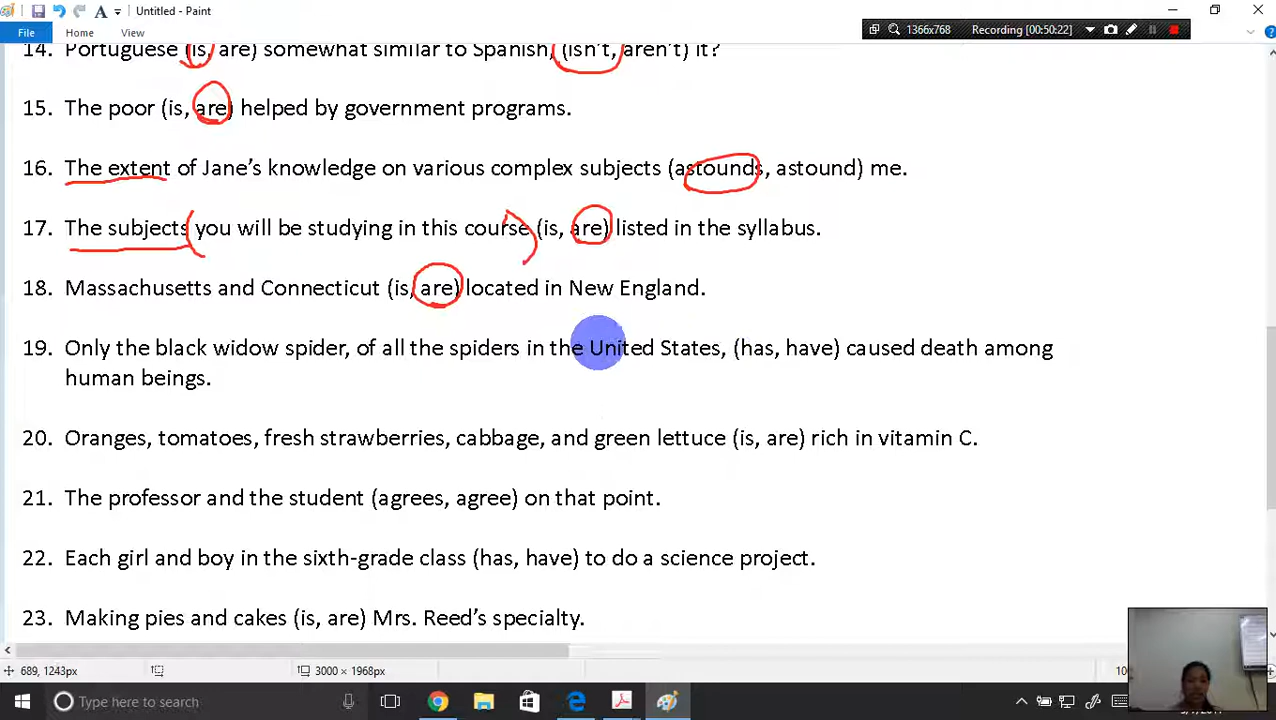 Untitled - Paint
1366x768 Recording [00:50:22]
File Home View
14. Portuguese (is, are) somewhat similar to Spanish, (isn't, aren't) it?
15. The poor (is, are) helped by government programs.
16. The extent of Jane's knowledge on various complex subjects (astounds, astound) me.
17. The subjects you will be studying in this course (is, are) listed in the syllabus.
18. Massachusetts and Connecticut (is, are) located in New England.
19. Only the black widow spider, of all the spiders in the United States, (has, have) caused death among
human beings.
20. Oranges, tomatoes, fresh strawberries, cabbage, and green lettuce (is, are) rich in vitamin C.
21. The professor and the student (agrees, agree) on that point.
22. Each girl and boy in the sixth-grade class (has, have) to do a science project.
23. Making pies and cakes (is, are) Mrs. Reed's specialty.
689, 1243px 3000 × 1968px
Type here to search